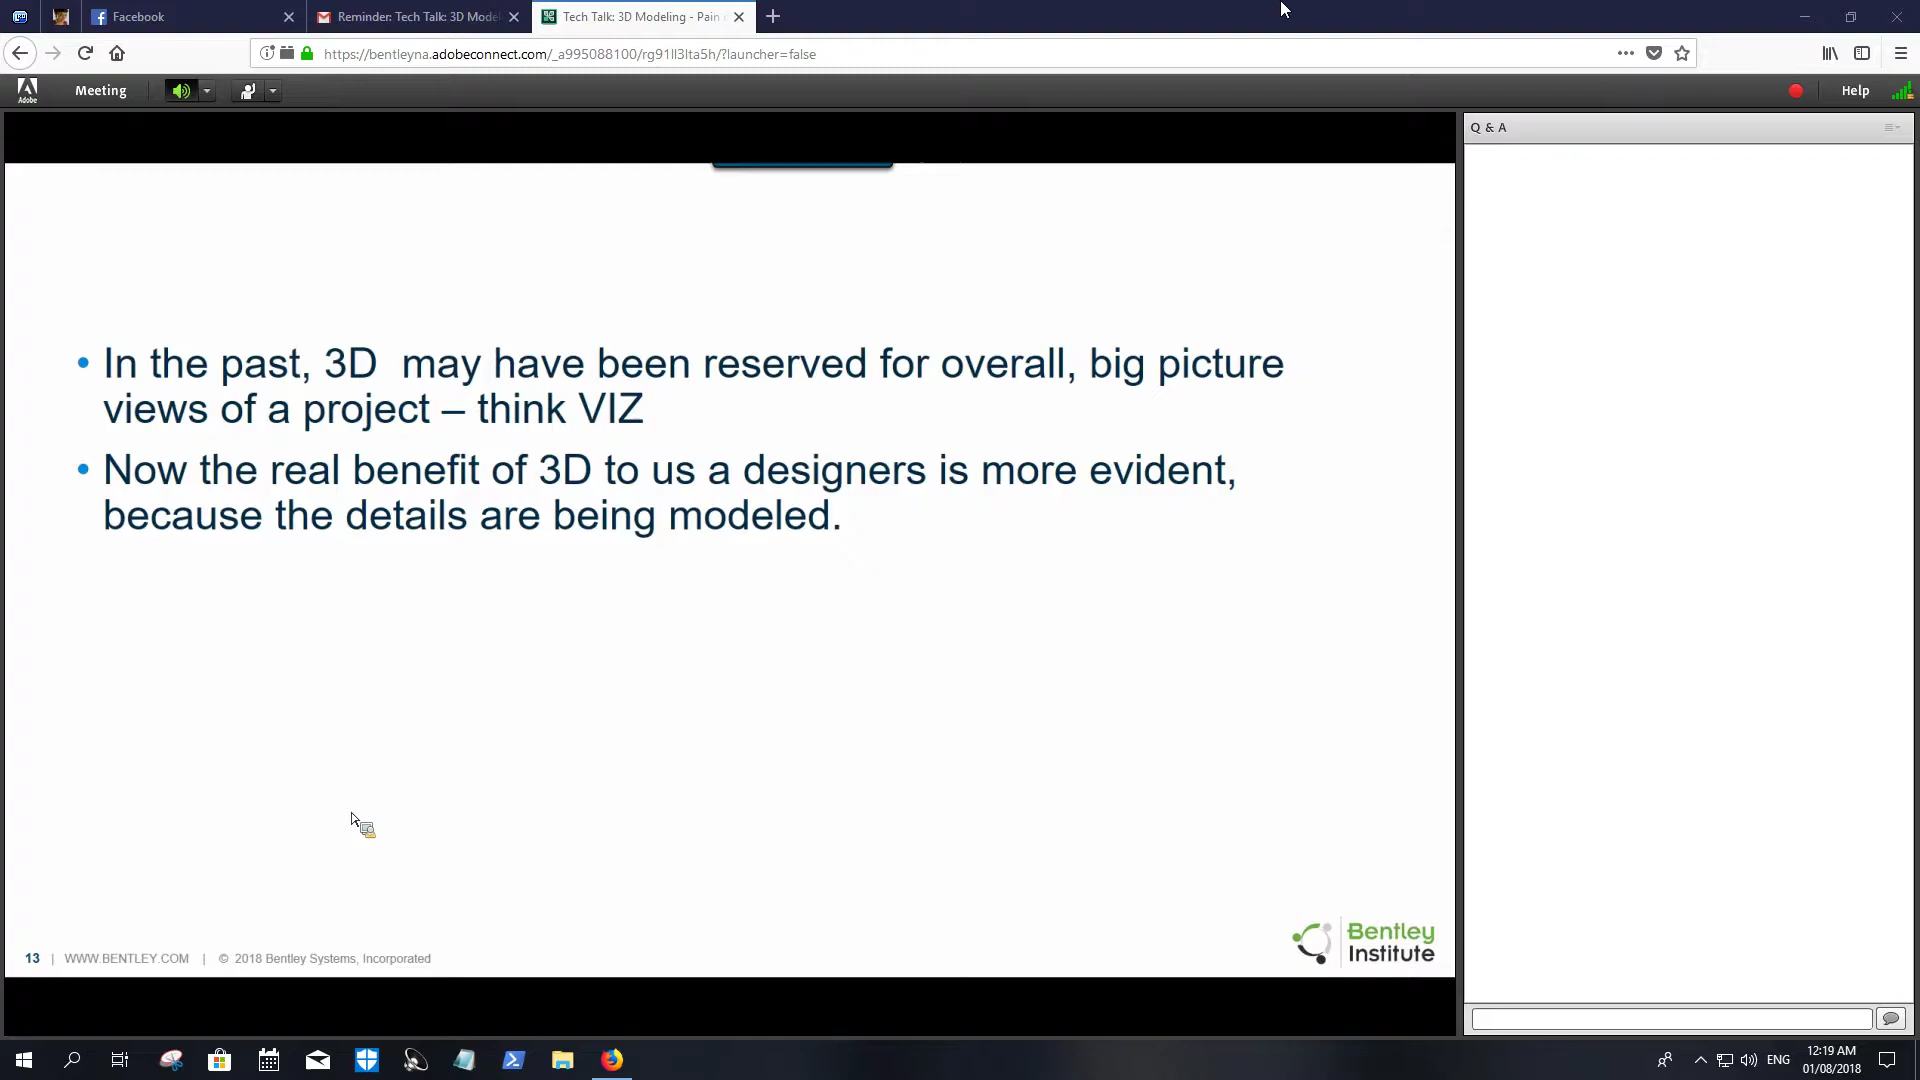 Facebook
Reminder: Tech Talk: 3D Mode
Tech Talk: 3D Modeling - Pain
https://bentleyna.adobeconnect.com/_a995088100/rg91ll3lta5h/?launcher=false
Adobe
Meeting
Help
Q & A
• In the past, 3D may have been reserved for overall, big picture
views of a project – think VIZ
• Now the real benefit of 3D to us a designers is more evident,
because the details are being modeled.
13 | WWW.BENTLEY.COM | © 2018 Bentley Systems, Incorporated
Bentley
Institute
ENG
12:19 AM
01/08/2018